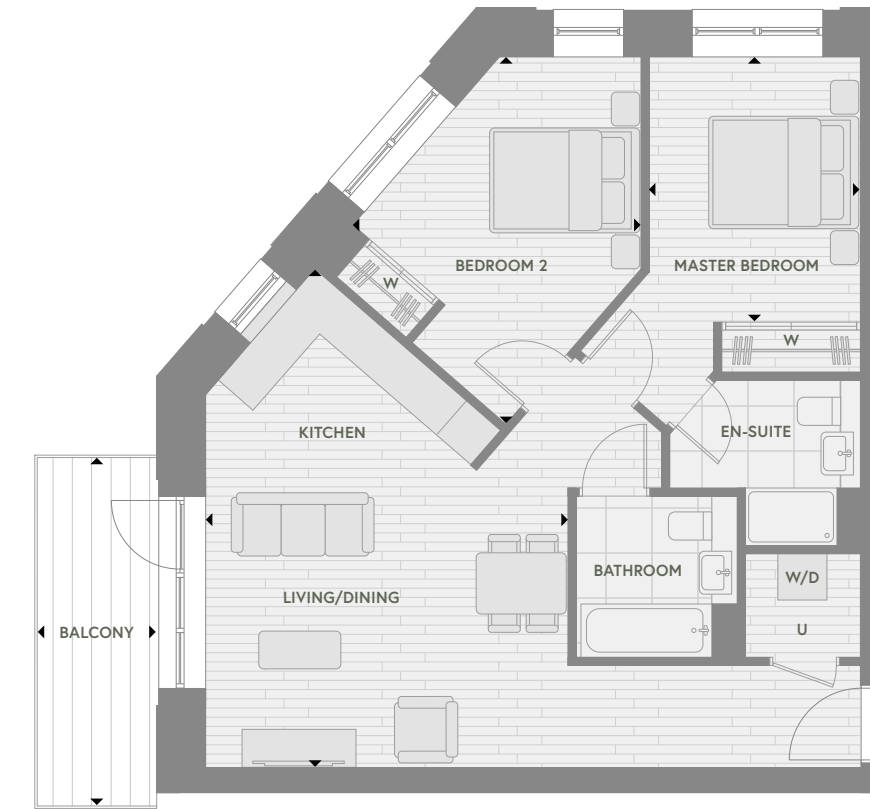 BEDROOM 2
MASTER BEDROOM
W
W
KITCHEN
EN-SUITE
BATHROOM
W/D
LIVING/DINING
U
BALCONY